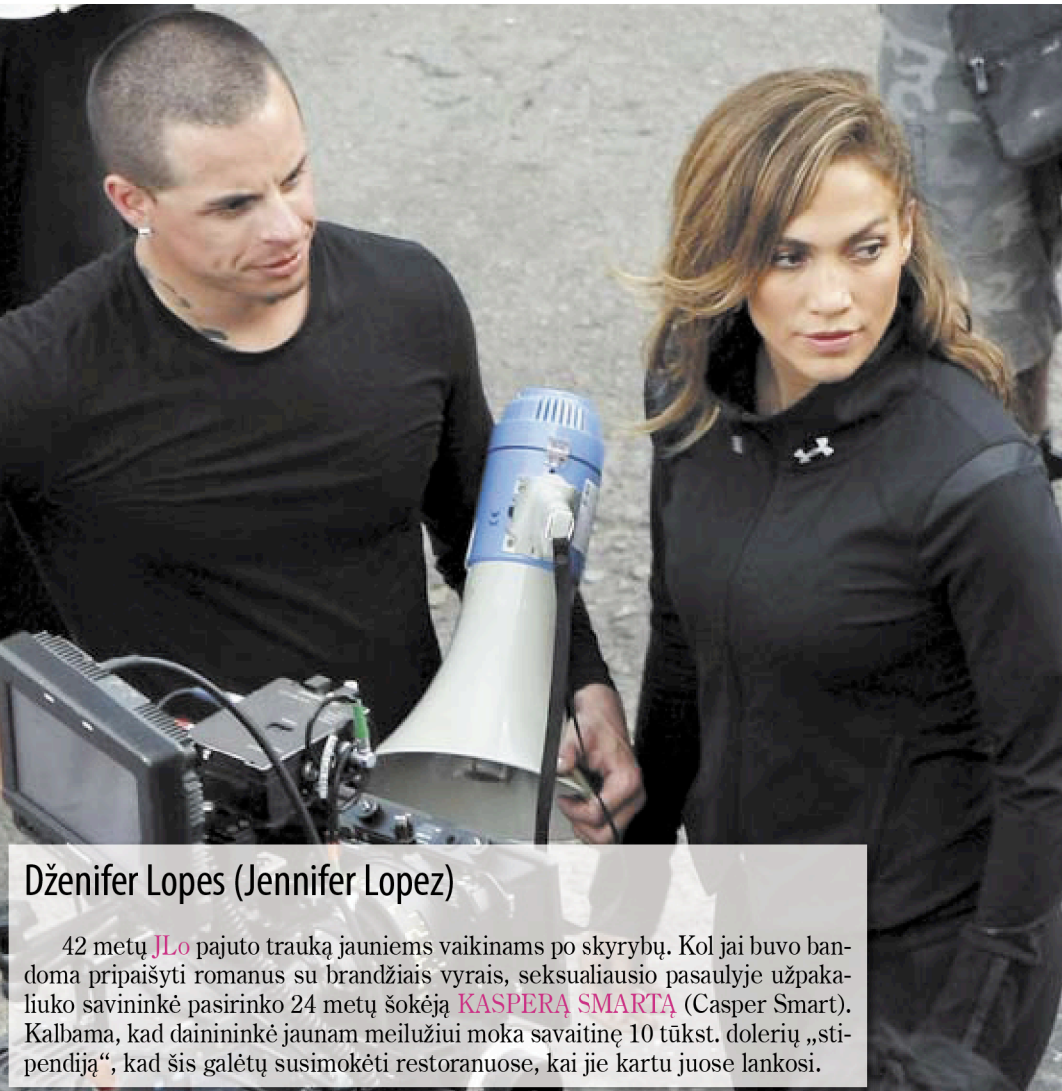 Dženifer Lopes (Jennifer Lopez)
42 metų JLo pajuto trauką jauniems vaikinams po skyrybų. Kol jai buvo ban-
doma pripaišyti romanus su brandžiais vyrais, seksualiausio pasaulyje užpaka-
liuko savininkė pasirinko 24 metų šokėją KASPERĄ SMARTĄ (Casper Smart).
Kalbama, kad dainininkė jaunam meilužiui moka savaitinę 10 tūkst. dolerių „sti-
pendiją“, kad šis galėtų susimokėti restoranuose, kai jie kartu juose lankosi.